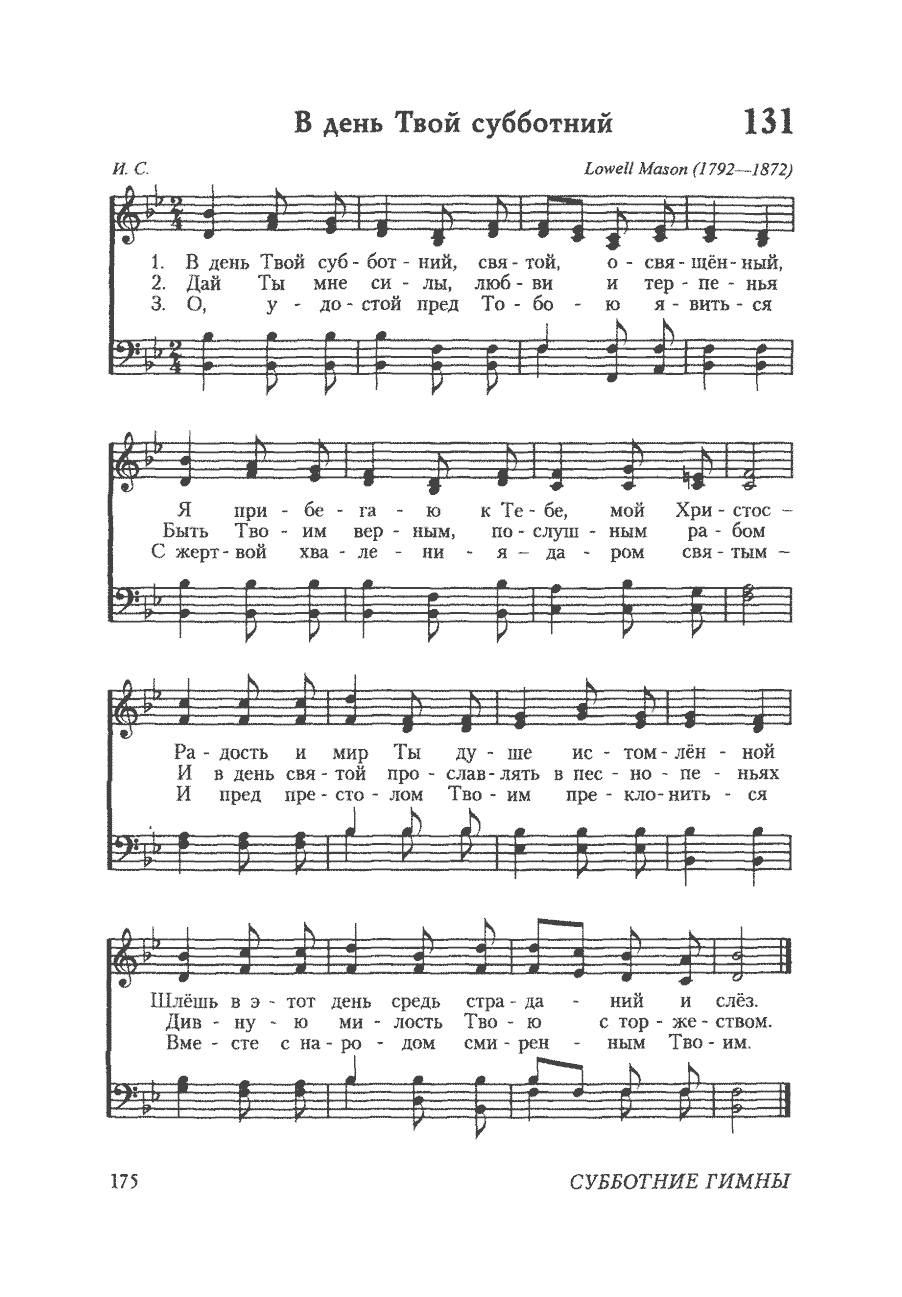 В день Твой субботний 131
И. С. Lowell Mason (1792—1872)
1. В день Твой суб - бот - ний, свя - той, о - свя - щён - ный,
2. Дай Ты мне си - лы, люб - ви и тер - пе - нья
3. О, у - до - стой пред То - бо - ю я - вить - ся
Я при - бе - га - ю к Те - бе, мой Хри - стос –
Быть Тво - им вер - ным, по - слуш - ным ра - бом
С жерт - вой хва - ле - ни - я – да - ром свя - тым –
Ра - дость и мир Ты ду - ше ис - том - лён - ной
И в день свя - той про - слав - лять в пес - но - пе - ньях
И пред пре - сто - лом Тво - им пре - кло - нить - ся
Шлёшь в э - тот день средь стра - да - ний и слёз.
Див - ну - ю ми - лость Тво - ю с тор - же - ством.
Вме - сте с на - ро - дом сми - рен - ным Тво - им.
175 СУББОТНИЕ ГИМНЫ